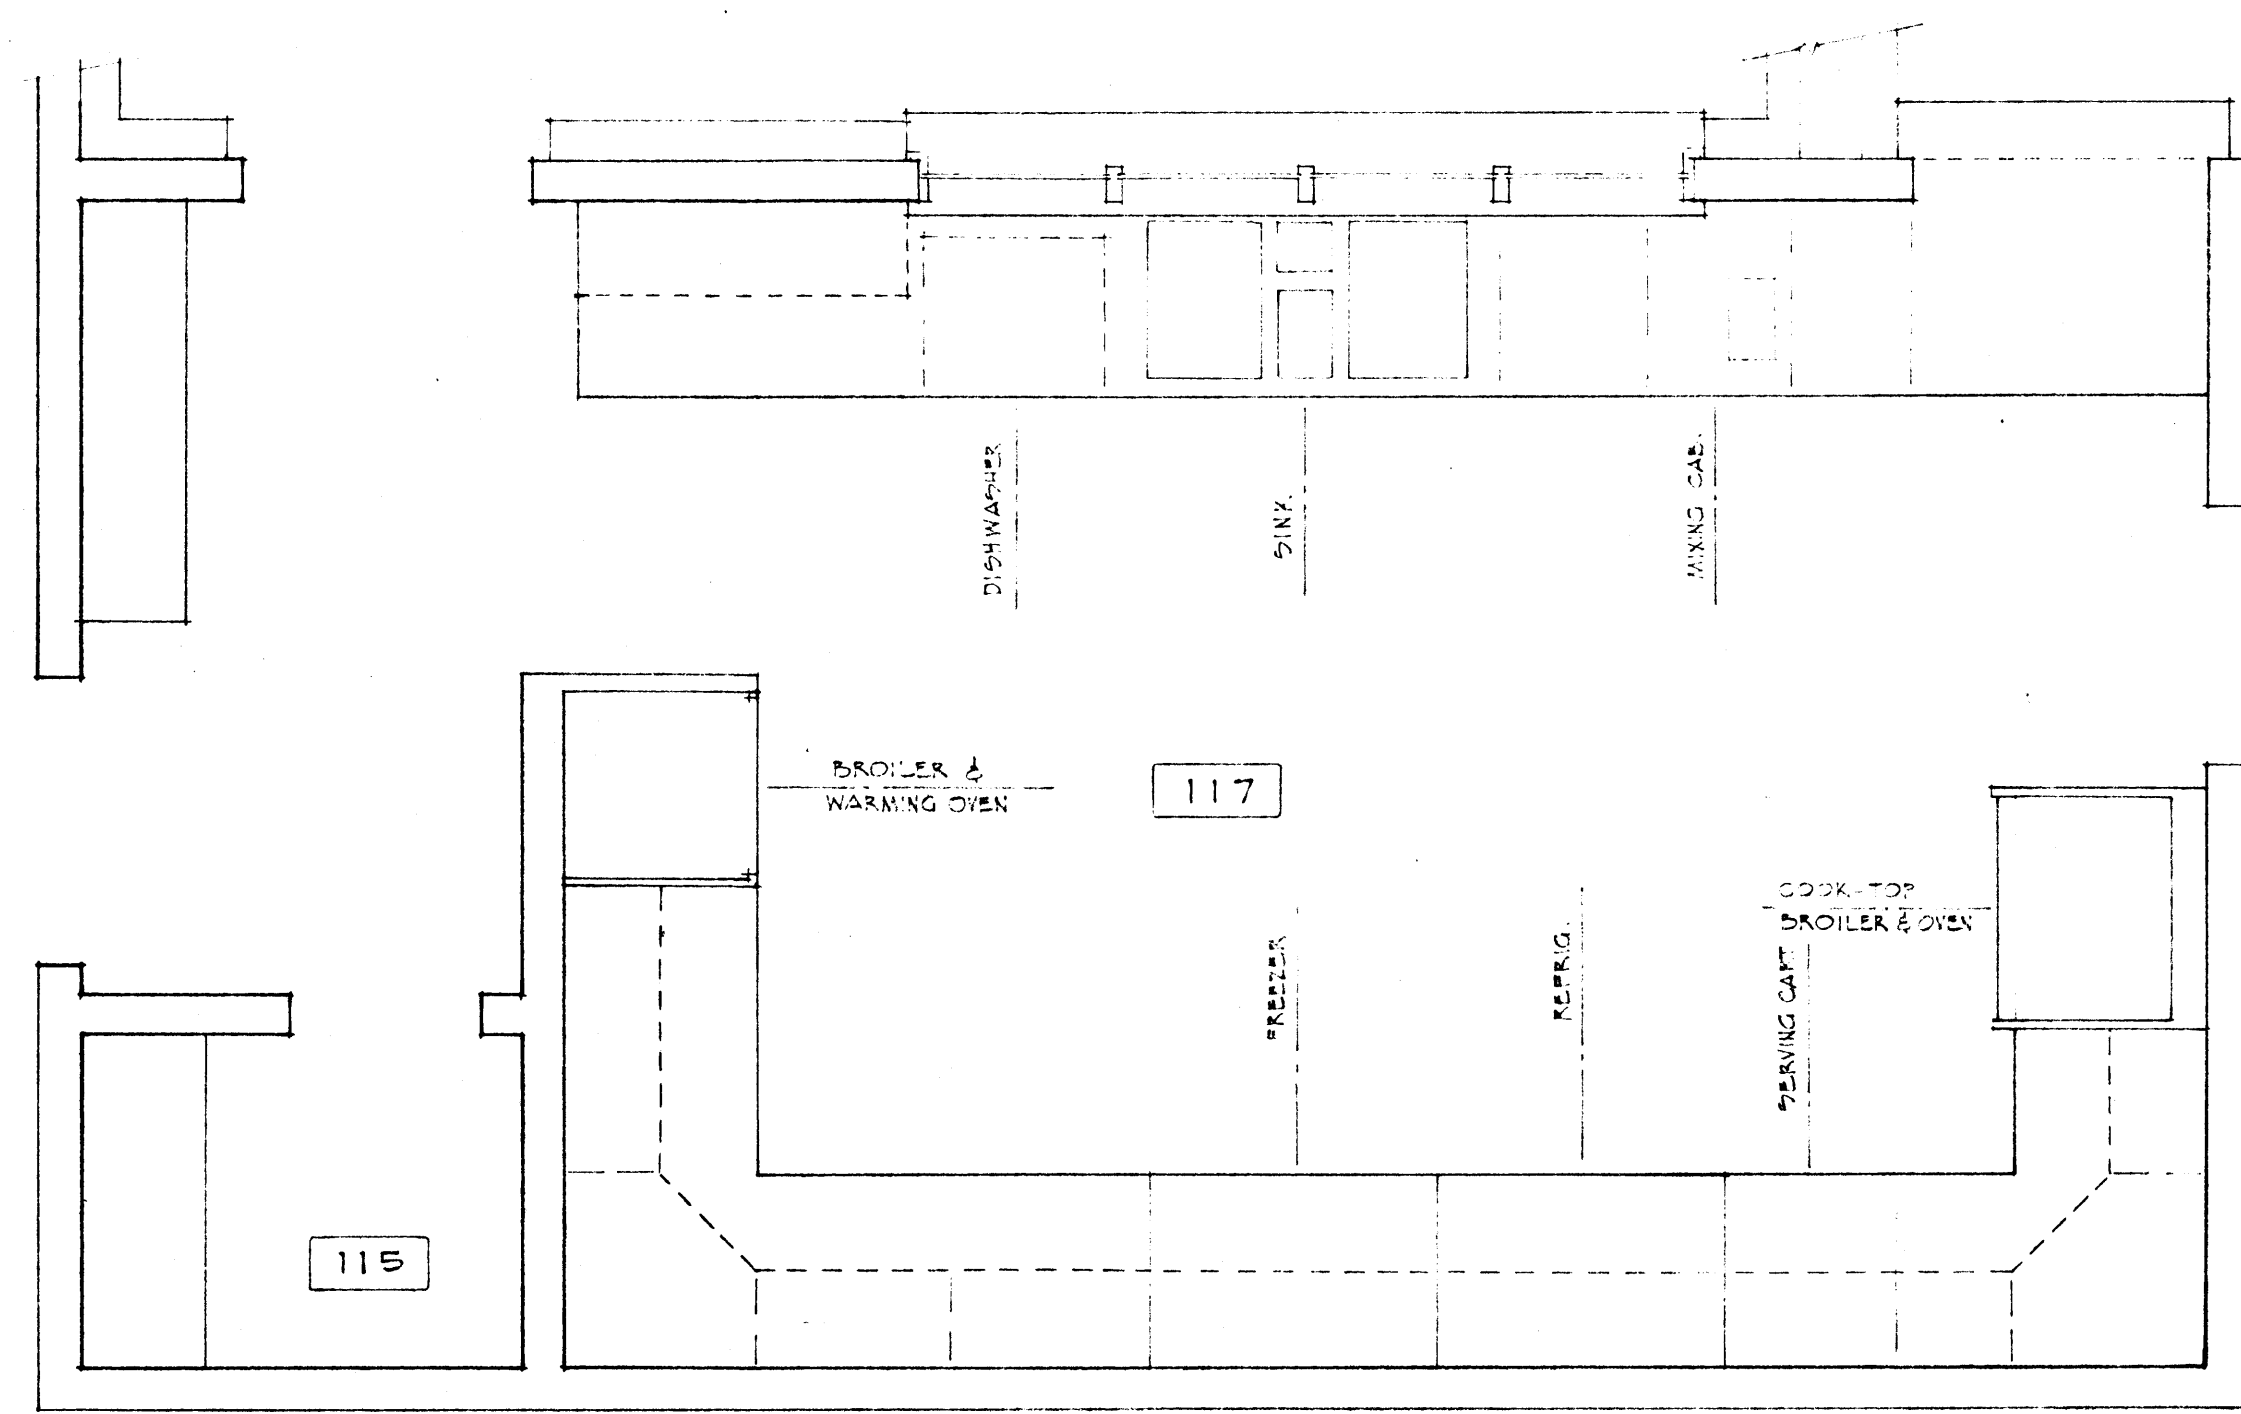 DISHWASHER
SINK.
MIXING CAB.
BROILER &
WARMING OVEN
117
COOK-TOP
BROILER & OVEN
FREEZER
REFRIG.
SERVING CART
115